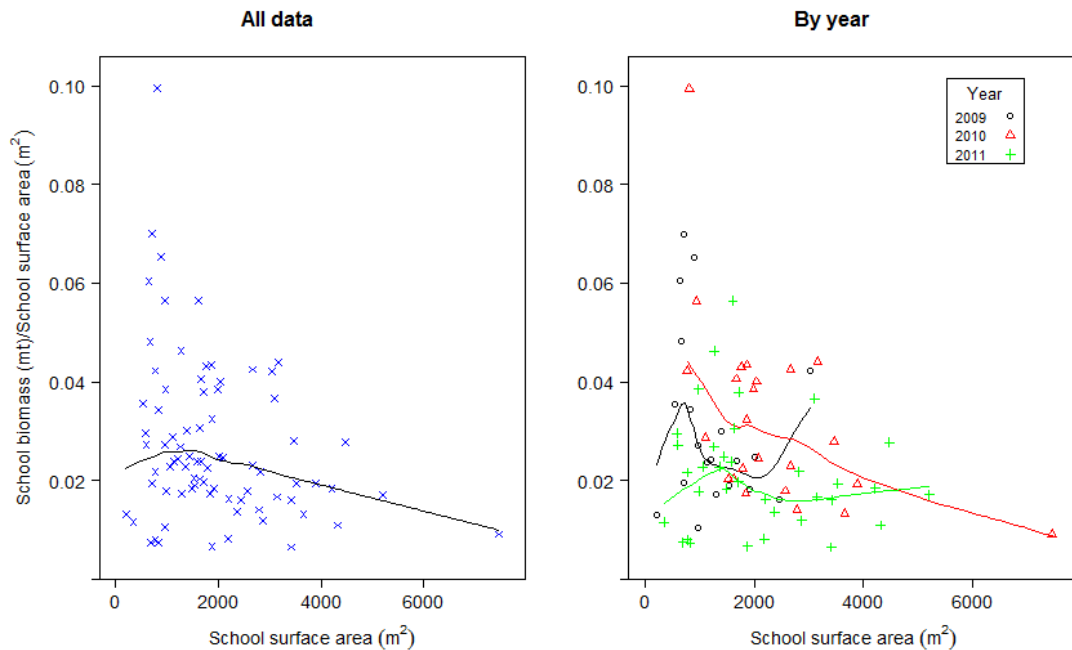 All data
By year
School biomass (mt)/School surface area (m²)
0.10
0.08
0.06
0.04
0.02
0 2000 4000 6000
School surface area (m²)
0.10
0.08
0.06
0.04
0.02
Year
2009
2010
2011
0 2000 4000 6000
School surface area (m²)